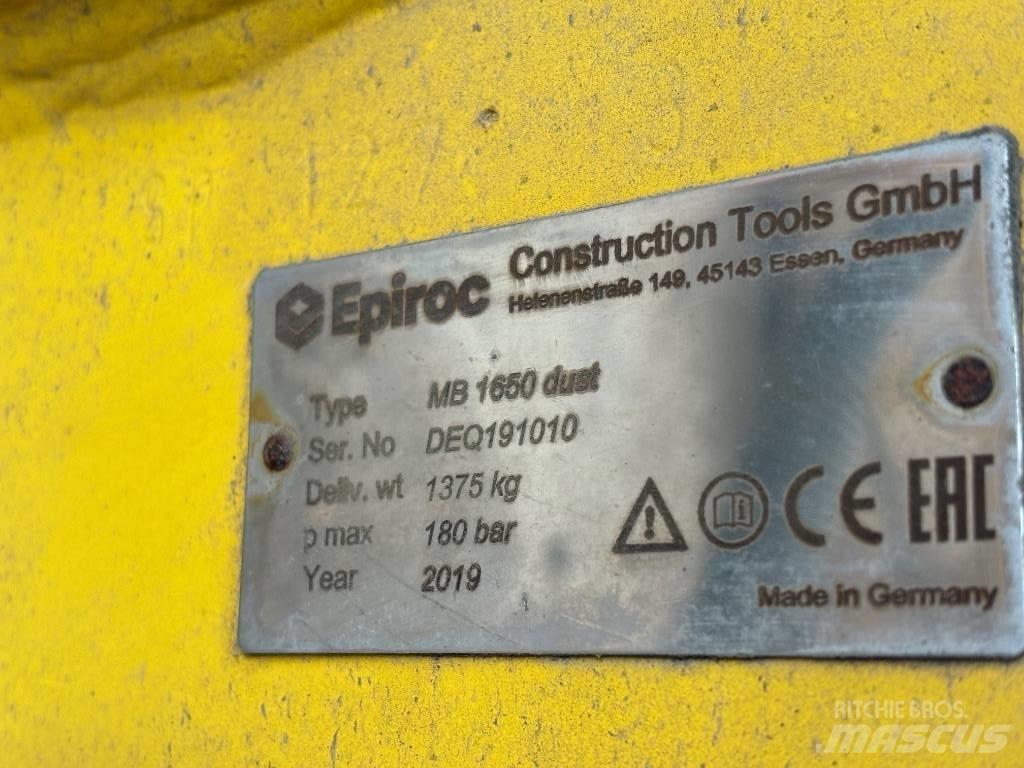 Epiroc
Construction Tools GmbH
Helenenstraße 149, 45143 Essen, Germany
Type MB 1650 dust
Ser. No DEQ191010
Deliv. wt 1375 kg
p max 180 bar
Year 2019
CE EAC
Made in Germany
RITCHIE BROS.
MASCUS